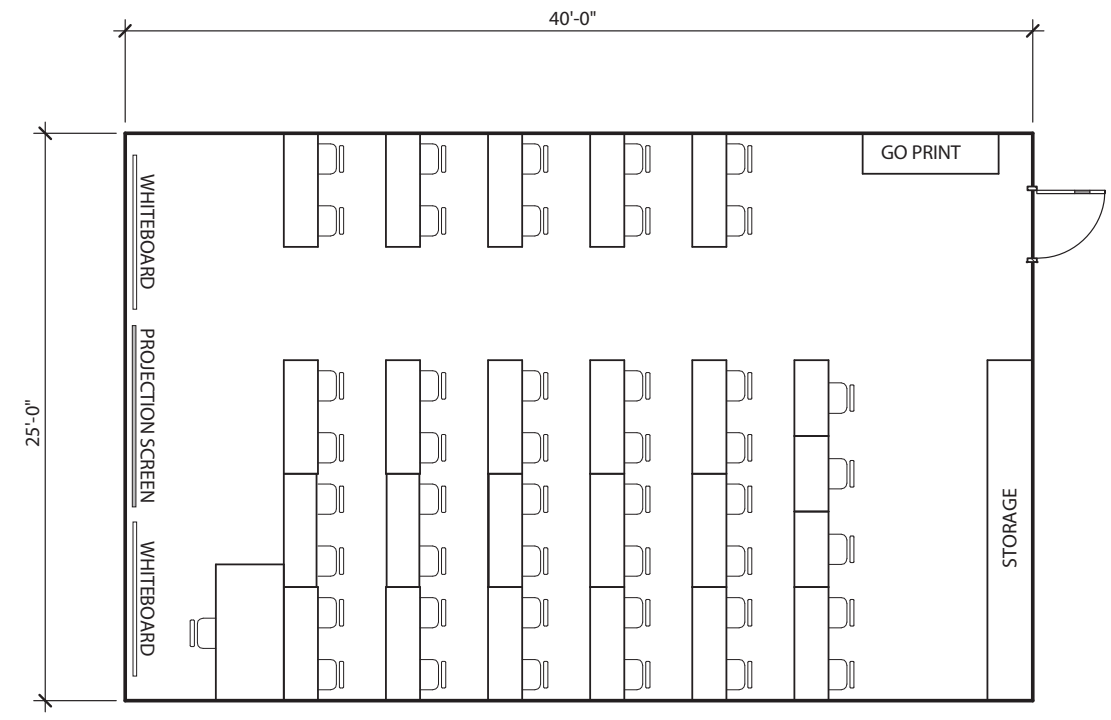 40'-0"
GO PRINT
WHITEBOARD
PROJECTION SCREEN
25'-0"
STORAGE
WHITEBOARD